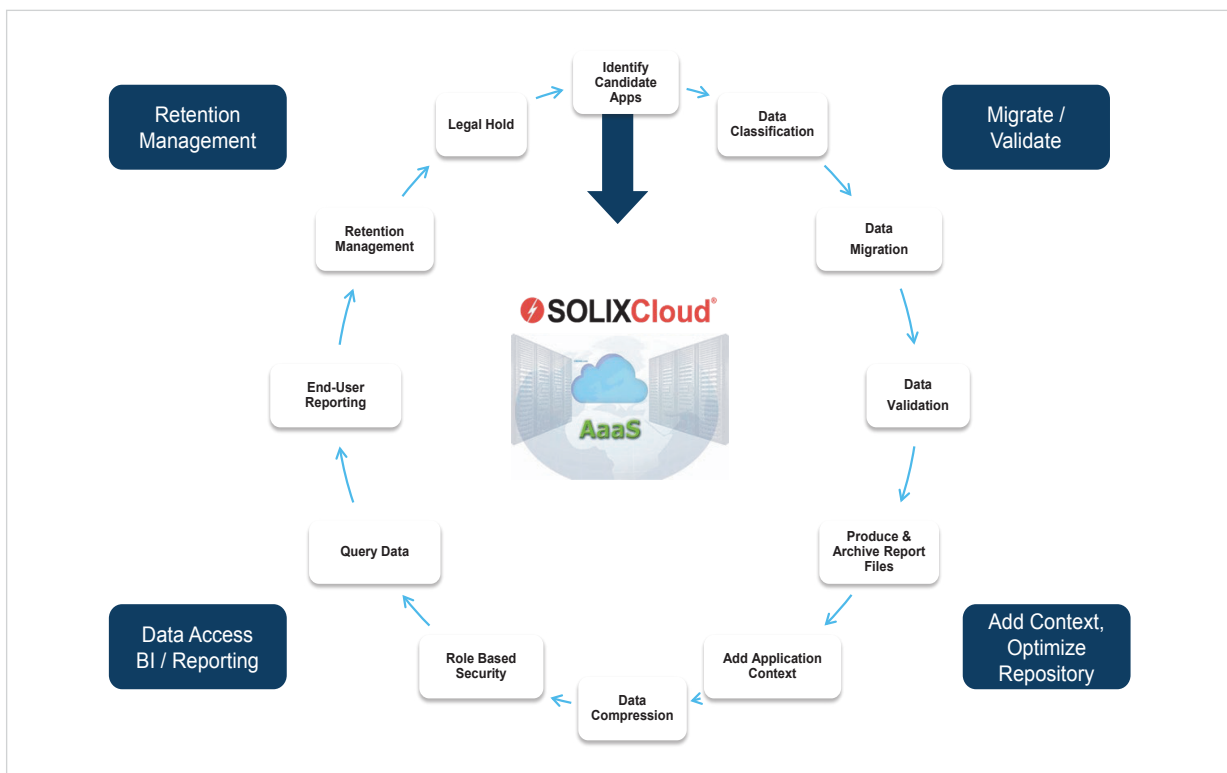 Identify
Candidate
Apps
Retention
Management
Legal Hold
Data
Classification
Migrate /
Validate
Retention
Management
Data
Migration
SOLIXCloud®
AaaS
End-User
Reporting
Data
Validation
Query Data
Produce &
Archive Report
Files
Data Access
BI / Reporting
Role Based
Security
Data
Compression
Add Application
Context
Add Context,
Optimize
Repository